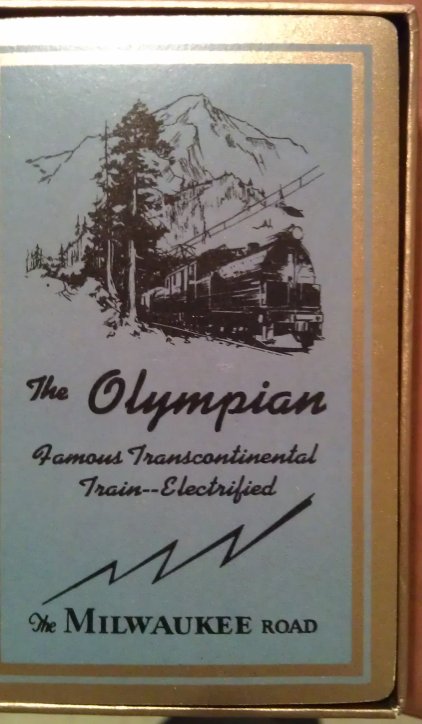 The Olympian
Famous Transcontinental
Train--Electrified
The MILWAUKEE ROAD